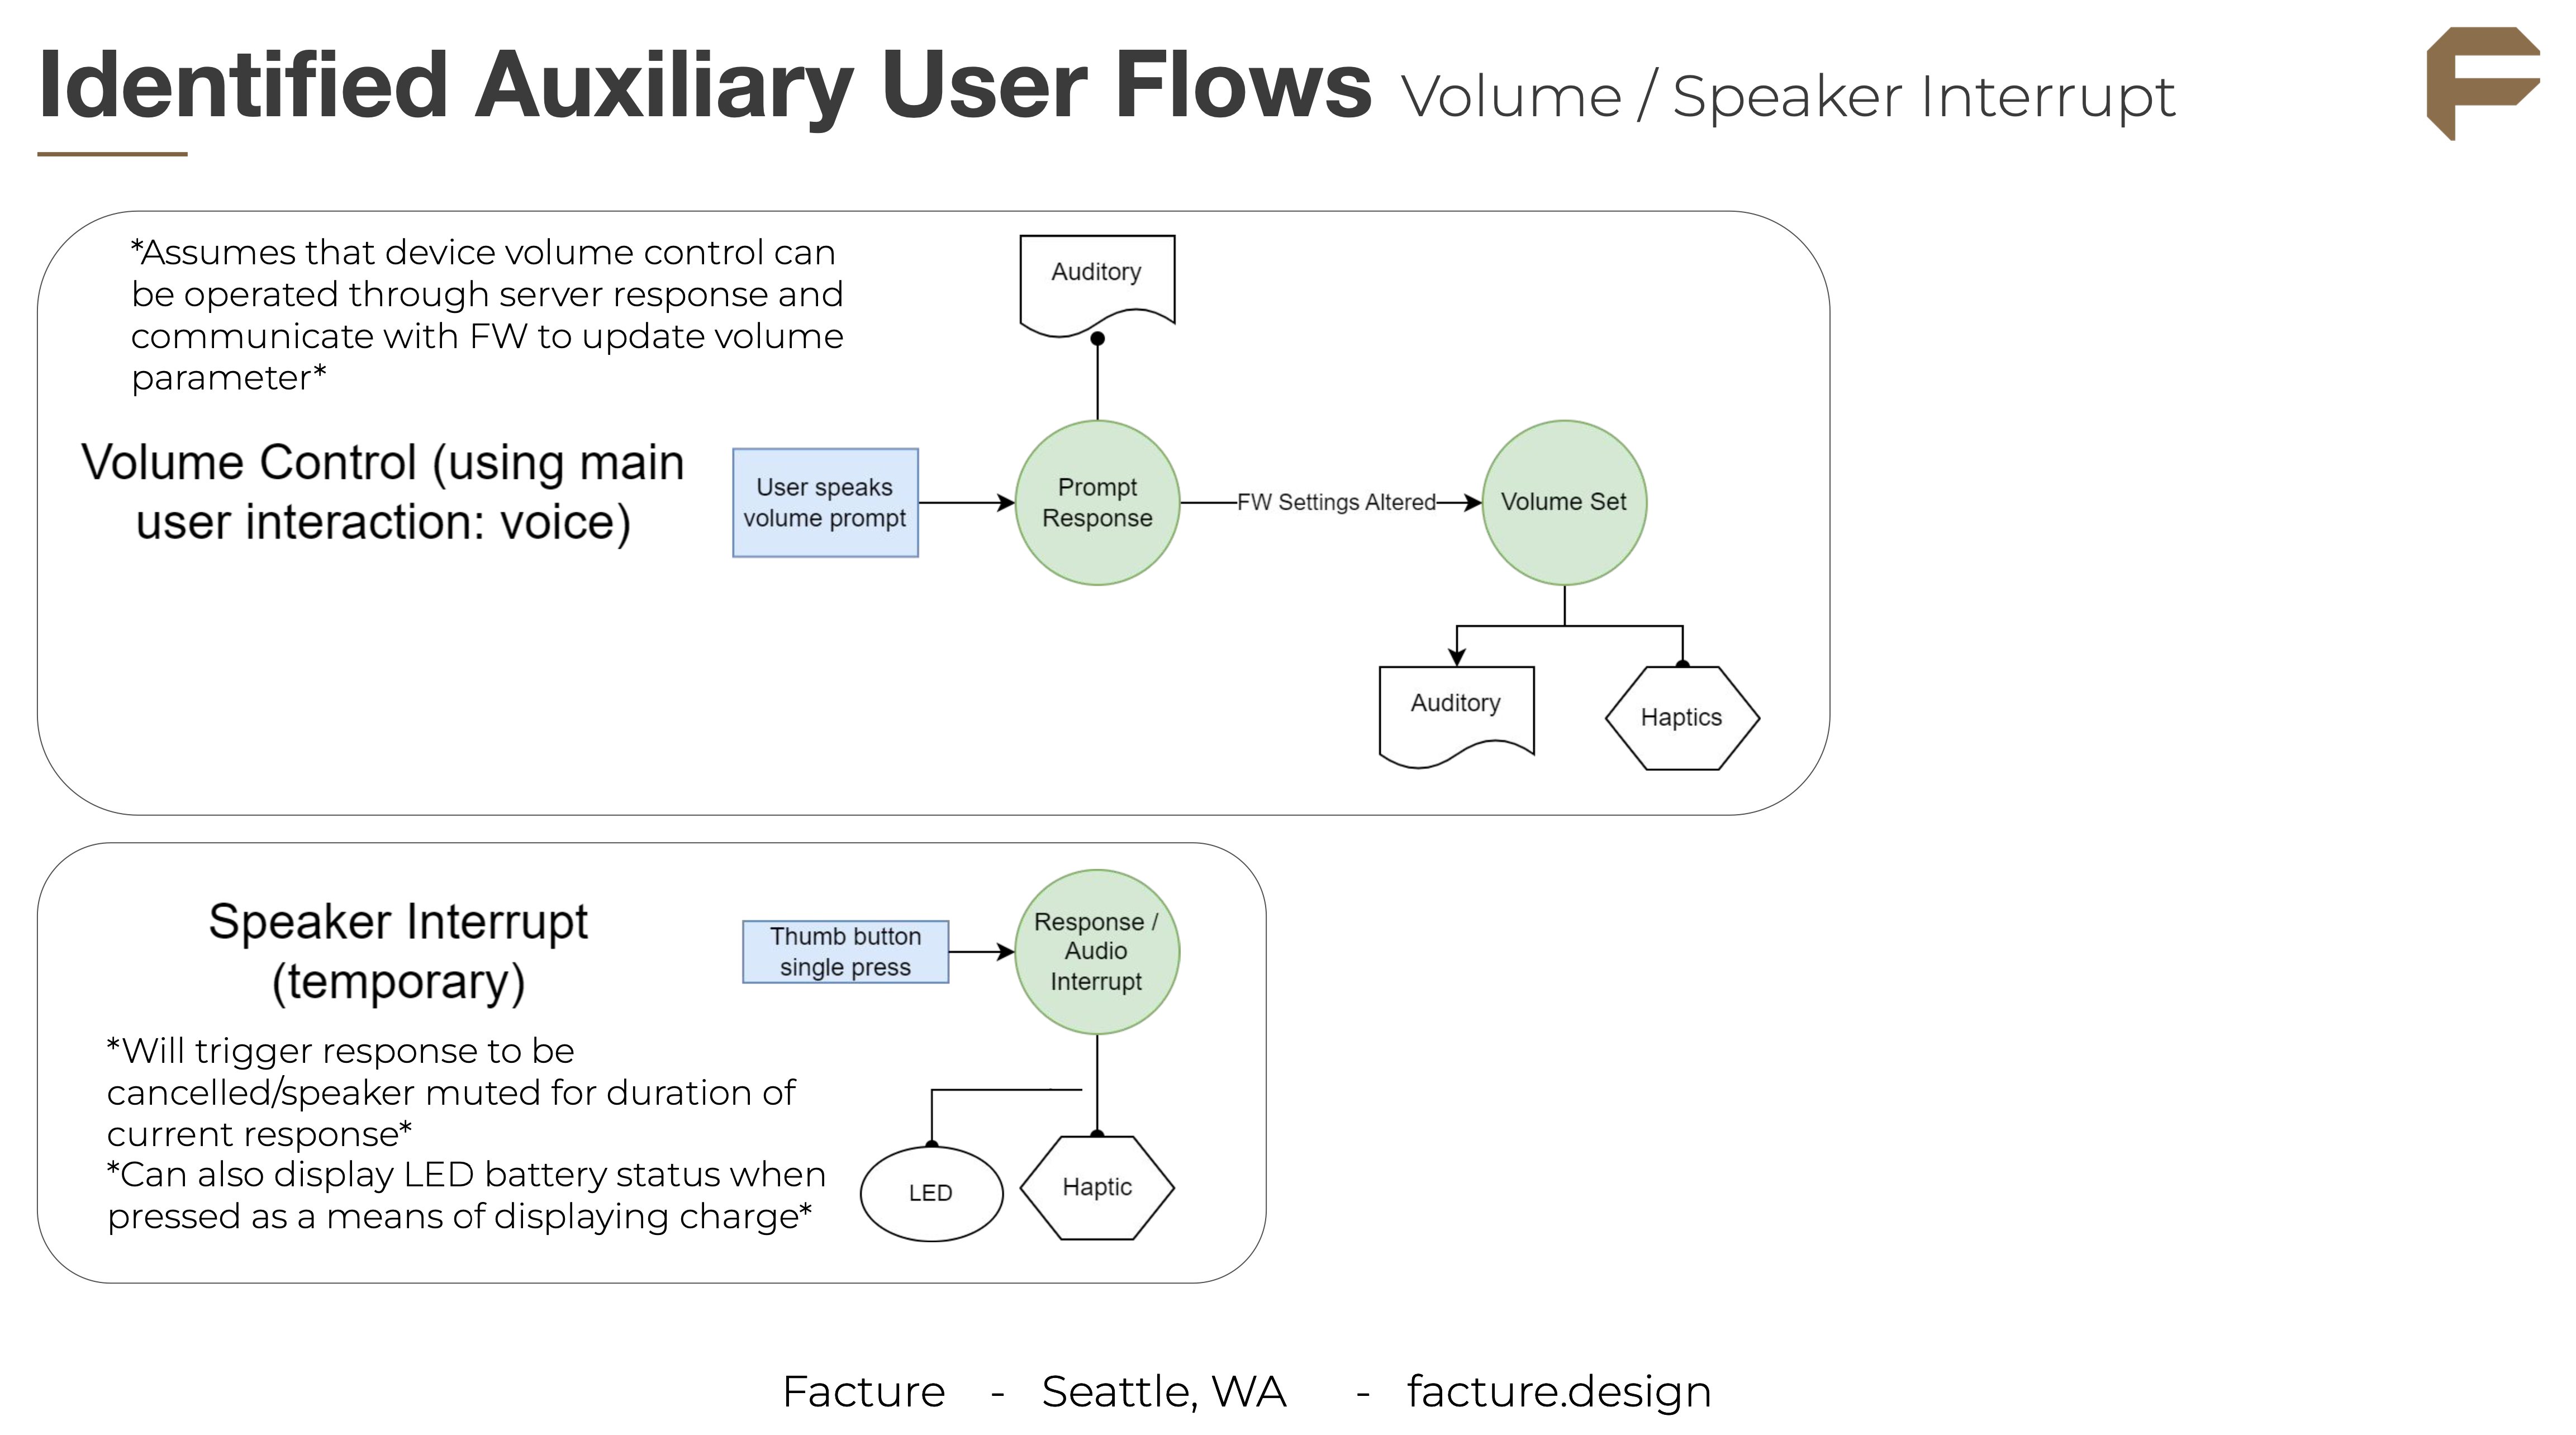 Identified Auxiliary User Flows Volume / Speaker Interrupt
*Assumes that device volume control can
be operated through server response and
communicate with FW to update volume
parameter*
Auditory
Volume Control (using main
user interaction: voice)
User speaks
volume prompt
Prompt
Response
FW Settings Altered
Volume Set
Auditory
Haptics
Speaker Interrupt
(temporary)
Thumb button
single press
Response /
Audio
Interrupt
*Will trigger response to be
cancelled/speaker muted for duration of
current response*
*Can also display LED battery status when
pressed as a means of displaying charge*
LED
Haptic
Facture - Seattle, WA - facture.design